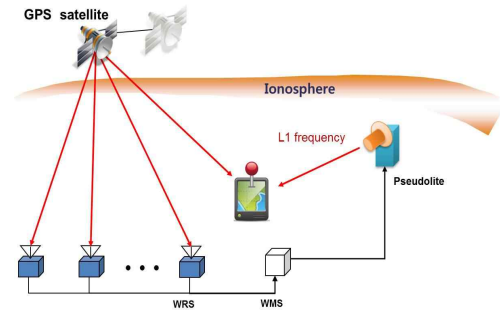 GPS satellite
Ionosphere
L1 frequency
Pseudolite
WRS
WMS